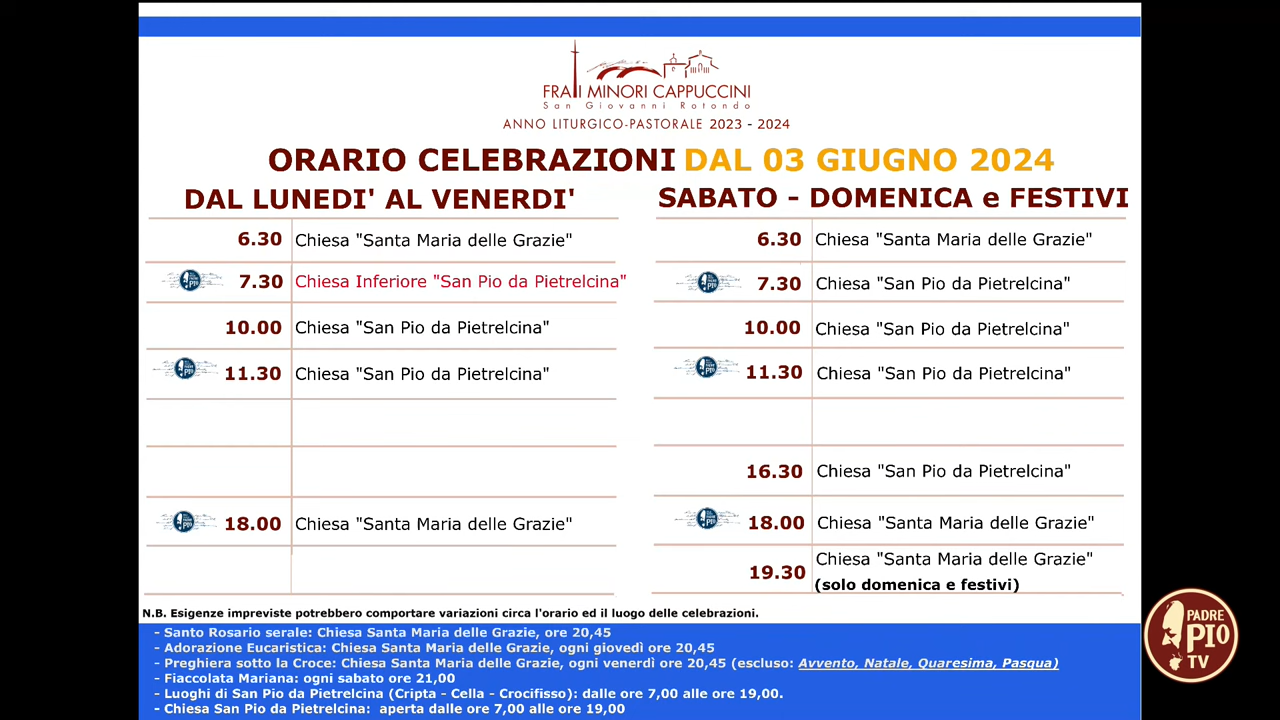 FRATI MINORI CAPPUCCINI
San Giovanni Rotondo
ANNO LITURGICO-PASTORALE 2023 - 2024
ORARIO CELEBRAZIONI DAL 03 GIUGNO 2024
DAL LUNEDI' AL VENERDI'
6.30 Chiesa "Santa Maria delle Grazie"
7.30 Chiesa Inferiore "San Pio da Pietrelcina"
10.00 Chiesa "San Pio da Pietrelcina"
11.30 Chiesa "San Pio da Pietrelcina"
18.00 Chiesa "Santa Maria delle Grazie"
SABATO - DOMENICA e FESTIVI
6.30 Chiesa "Santa Maria delle Grazie"
7.30 Chiesa "San Pio da Pietrelcina"
10.00 Chiesa "San Pio da Pietrelcina"
11.30 Chiesa "San Pio da Pietrelcina"
16.30 Chiesa "San Pio da Pietrelcina"
18.00 Chiesa "Santa Maria delle Grazie"
19.30 Chiesa "Santa Maria delle Grazie"
(solo domenica e festivi)
N.B. Esigenze impreviste potrebbero comportare variazioni circa l'orario ed il luogo delle celebrazioni.
- Santo Rosario serale: Chiesa Santa Maria delle Grazie, ore 20,45
- Adorazione Eucaristica: Chiesa Santa Maria delle Grazie, ogni giovedì ore 20,45
- Preghiera sotto la Croce: Chiesa Santa Maria delle Grazie, ogni venerdì ore 20,45 (escluso: Avvento, Natale, Quaresima, Pasqua)
- Fiaccolata Mariana: ogni sabato ore 21,00
- Luoghi di San Pio da Pietrelcina (Cripta - Cella - Crocifisso): dalle ore 7,00 alle ore 19,00.
- Chiesa San Pio da Pietrelcina: aperta dalle ore 7,00 alle ore 19,00
PADRE
PIO
TV